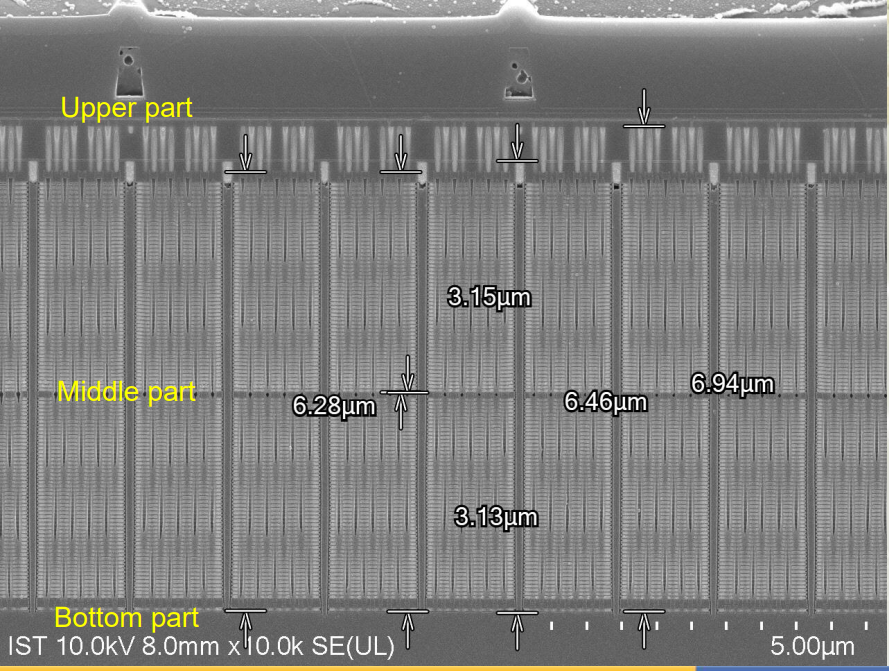 Upper part
3.15μm
6.94μm
Middle part
6.28μm
6.46μm
3.13μm
Bottom part
IST 10.0kV 8.0mm x10.0k SE(UL)
5.00μm